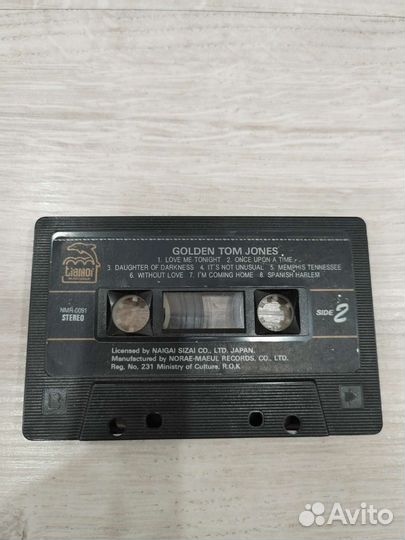 GOLDEN TOM JONES
1. LOVE ME TONIGHT 2. ONCE UPON A TIME
3. DAUGHTER OF DARKNESS 4. IT'S NOT UNUSUAL 5. MEMPHIS TENNESSEE
6. WITHOUT LOVE 7. I'M COMING HOME 8. SPANISH HARLEM
NMR-0091
STEREO
SIDE 2
Licensed by NAIGAI SIZAI CO., LTD. JAPAN.
Manufactured by NORAE-MAEUL RECORDS, CO., LTD.
Reg. No. 231 Ministry of Culture, R.O.K
Avito